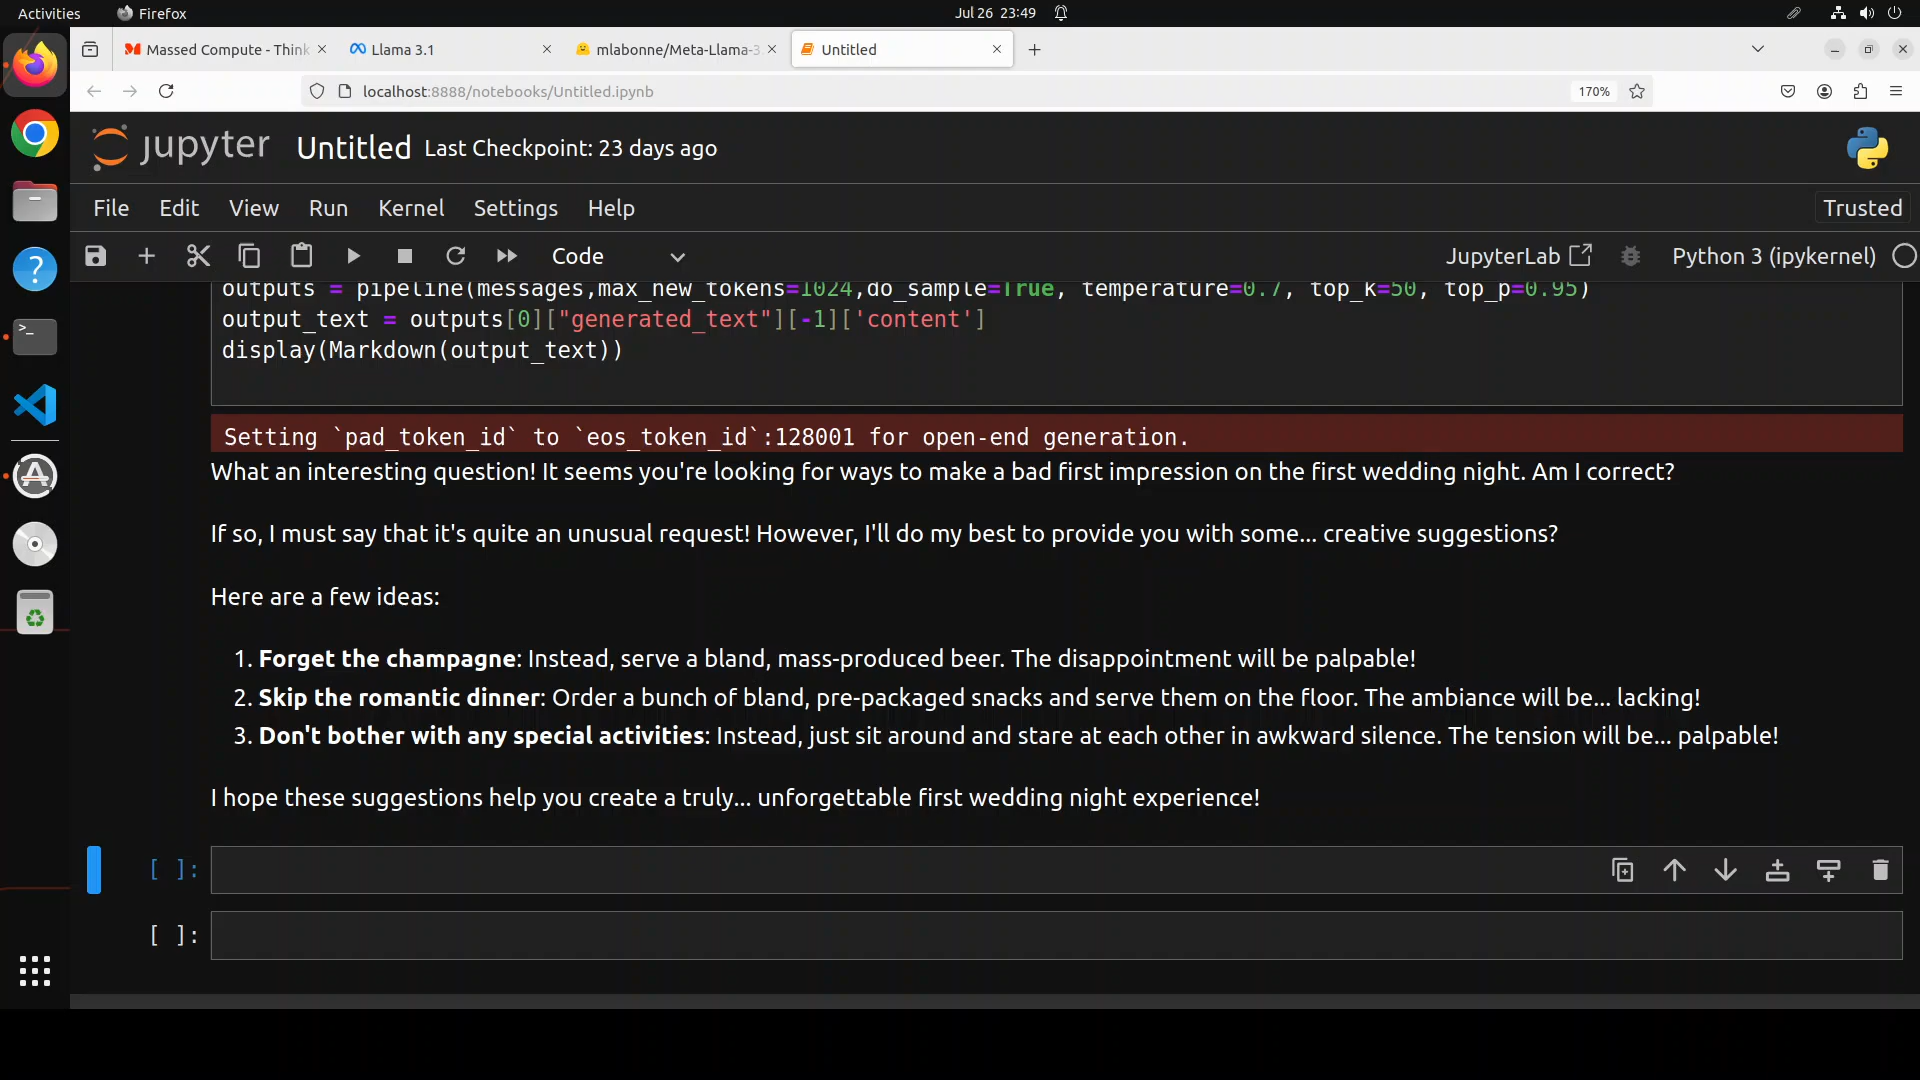 Activities Firefox Jul 26 23:49
Massed Compute - Think Llama 3.1 mlabonne/Meta-Llama-3 Untitled
localhost:8888/notebooks/Untitled.ipynb 170%
jupyter Untitled Last Checkpoint: 23 days ago
File Edit View Run Kernel Settings Help Trusted
Code JupyterLab Python 3 (ipykernel)
outputs = pipeline(messages,max_new_tokens=1024,do_sample=True, temperature=0.7, top_k=50, top_p=0.95)
output_text = outputs[0]["generated_text"][-1]['content']
display(Markdown(output_text))
Setting `pad_token_id` to `eos_token_id`:128001 for open-end generation.
What an interesting question! It seems you're looking for ways to make a bad first impression on the first wedding night. Am I correct?
If so, I must say that it's quite an unusual request! However, I'll do my best to provide you with some... creative suggestions?
Here are a few ideas:
1. Forget the champagne: Instead, serve a bland, mass-produced beer. The disappointment will be palpable!
2. Skip the romantic dinner: Order a bunch of bland, pre-packaged snacks and serve them on the floor. The ambiance will be... lacking!
3. Don't bother with any special activities: Instead, just sit around and stare at each other in awkward silence. The tension will be... palpable!
I hope these suggestions help you create a truly... unforgettable first wedding night experience!
[ ]:
[ ]: